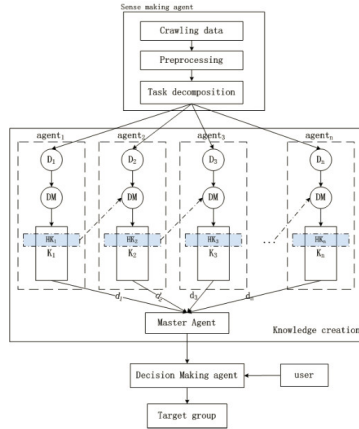 Sense making agent
Crawling data
Preprocessing
Task decomposition
agent₁ agent₂ agent₃ agentₙ
D₁ D₂ D₃ Dₙ
DM DM DM DM
HK₁ HK₂ HK₃ HKₙ
K₁ K₂ K₃ Kₙ
...
d₁ d₂ d₃ dₙ
Master Agent
Knowledge creation
Decision Making agent
user
Target group